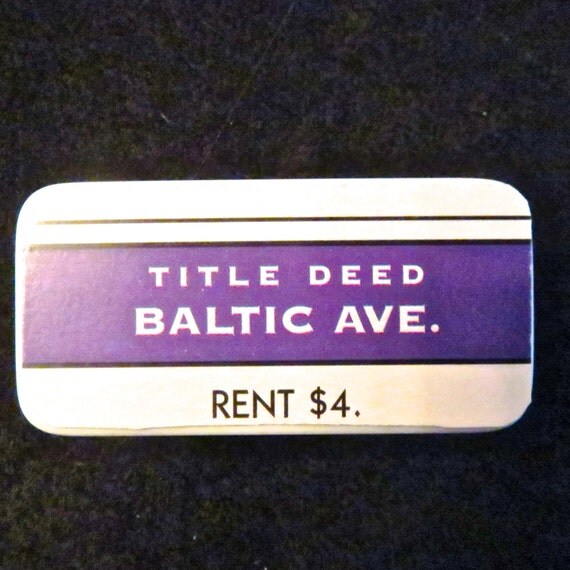 TITLE DEED
BALTIC AVE.
RENT $4.